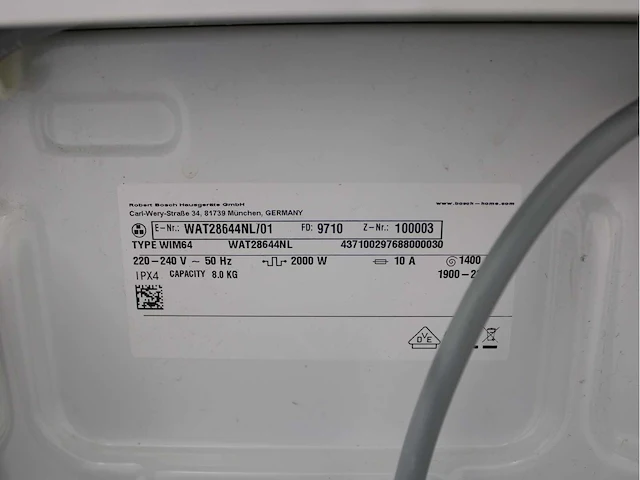 Robert Bosch Hausgeräte GmbH www.bosch-home.com
Carl-Wery-Straße 34, 81739 München, GERMANY
E-Nr.: WAT28644NL/01 FD: 9710 Z-Nr.: 100003
TYPE WIM64 WAT28644NL 437100297688000030
220-240 V ~ 50 Hz 2000 W 10 A 1400
IPX4 CAPACITY 8.0 KG 1900-2
VDE